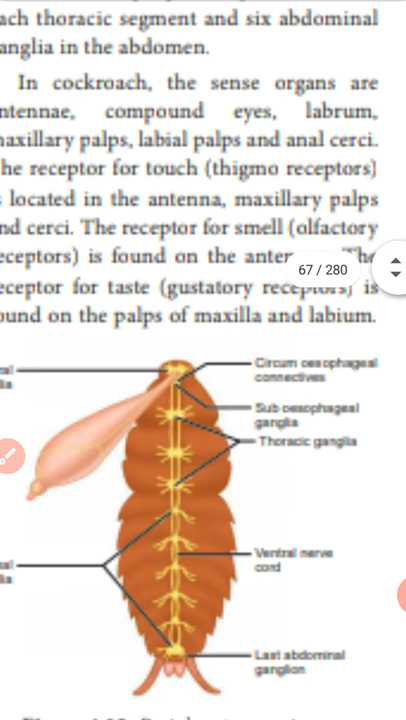 ach thoracic segment and six abdominal
anglia in the abdomen.
In cockroach, the sense organs are
ntennae, compound eyes, labrum,
naxillary palps, labial palps and anal cerci.
he receptor for touch (thigmo receptors)
s located in the antenna, maxillary palps
nd cerci. The receptor for smell (olfactory
eceptors) is found on the anten The
67 / 280
eceptor for taste (gustatory receptors) is
ound on the palps of maxilla and labium.
Circum oesophageal
connectives
Sub oesophageal
ganglia
Thoracic ganglia
Ventral nerve
cord
Last abdominal
ganglion